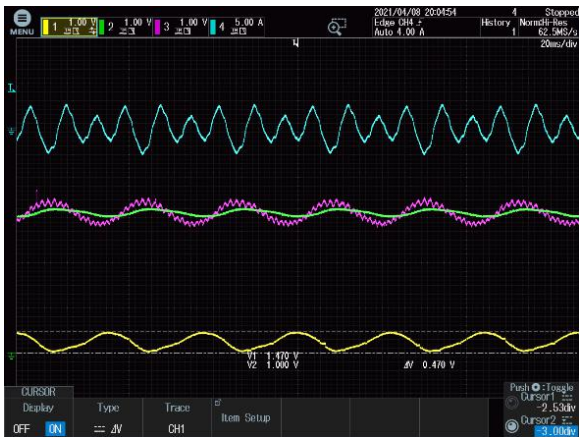 2021/04/08 20:04:54 4 Stopped
MENU 1 1.00 V 2 1.00 V 3 1.00 V 4 5.00 A Edge CH4 History NormHi-Res
Auto 4.00 A 1 62.5MS/s
20ms/div
V1 1.470 V
V2 1.000 V ΔV 0.470 V
CURSOR
Display Type Trace Item Setup
OFF ON ΔV CH1
Push :Toggle
Cursor1
-2.53div
Cursor2
-3.00div